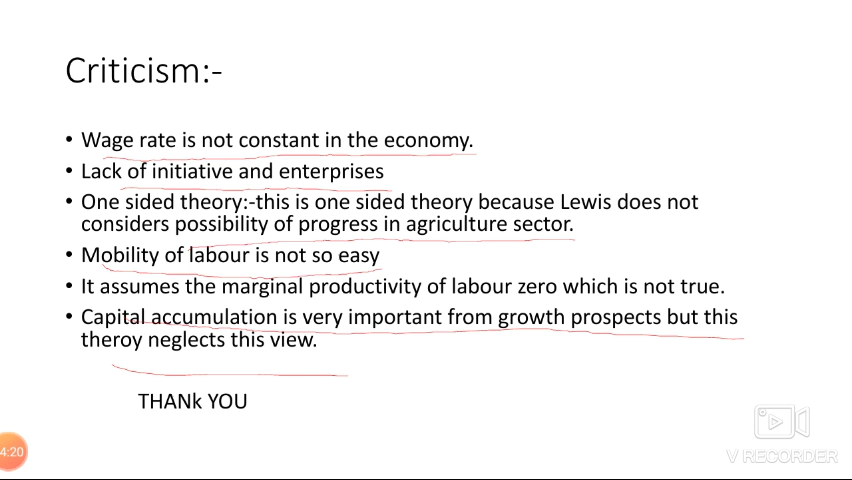 Criticism:-
• Wage rate is not constant in the economy.
• Lack of initiative and enterprises
• One sided theory:-this is one sided theory because Lewis does not
considers possibility of progress in agriculture sector.
• Mobility of labour is not so easy
• It assumes the marginal productivity of labour zero which is not true.
• Capital accumulation is very important from growth prospects but this
theroy neglects this view.
THANk YOU
4:20
V RECORDER